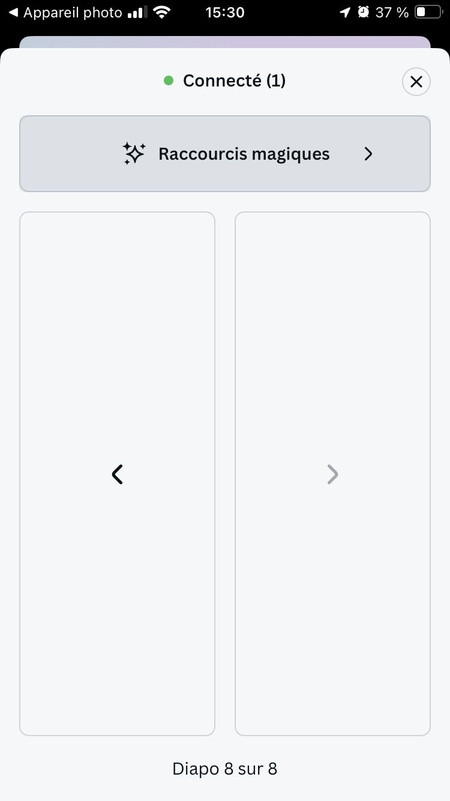 ◀ Appareil photo 15:30 37 %
Connecté (1)
Raccourcis magiques
Diapo 8 sur 8